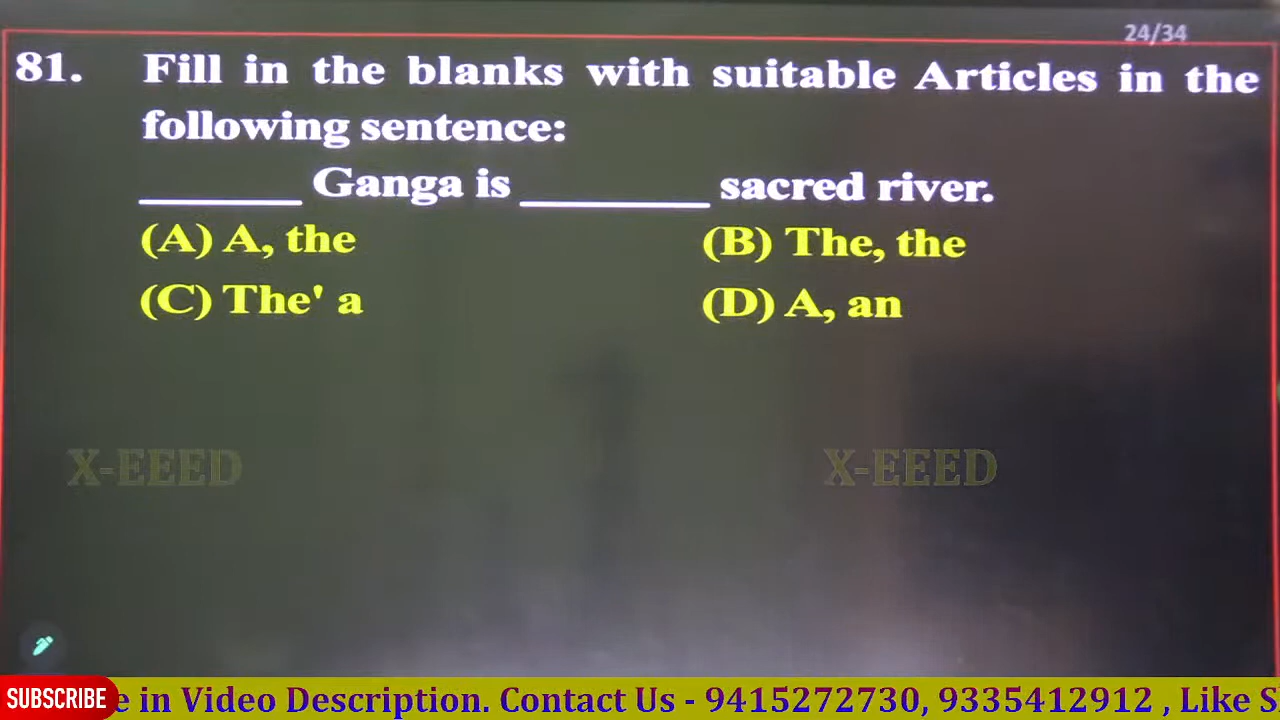 24/34
81. Fill in the blanks with suitable Articles in the
following sentence:
______ Ganga is ________ sacred river.
(A) A, the (B) The, the
(C) The' a (D) A, an
X-EEED X-EEED
SUBSCRIBE e in Video Description. Contact Us - 9415272730, 9335412912 , Like S